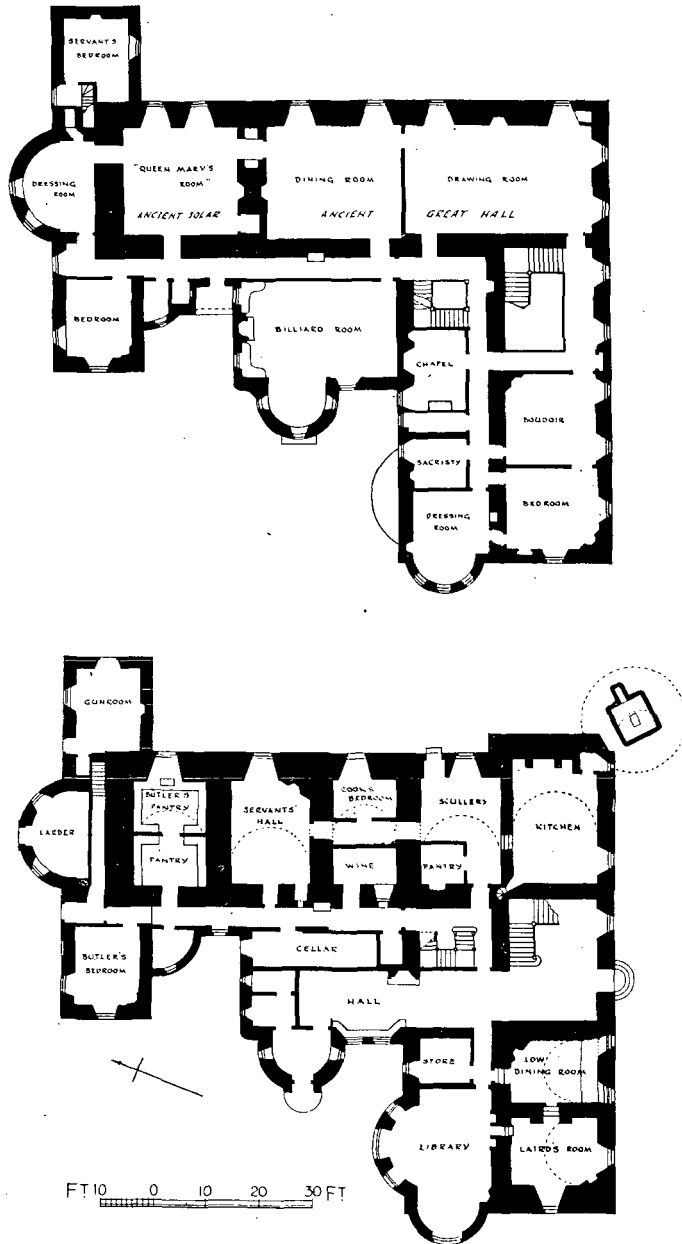 SERVANT'S
BEDROOM
DRESSING
ROOM
"QUEEN MARY'S
ROOM"
ANCIENT SOLAR
DINING ROOM
ANCIENT
DRAWING ROOM
GREAT HALL
BEDROOM
BILLIARD ROOM
CHAPEL
BOUDOIR
SACRISTY
BEDROOM
DRESSING
ROOM
GUNROOM
BUTLER'S
PANTRY
COOK'S
BEDROOM
SERVANTS'
HALL
SCULLERY
LARDER
KITCHEN
PANTRY
WINE
PANTRY
BUTLER'S
BEDROOM
CELLAR
HALL
STORE
LOW
DINING ROOM
LIBRARY
LAIRD'S ROOM
FT 10 0 10 20 30 FT